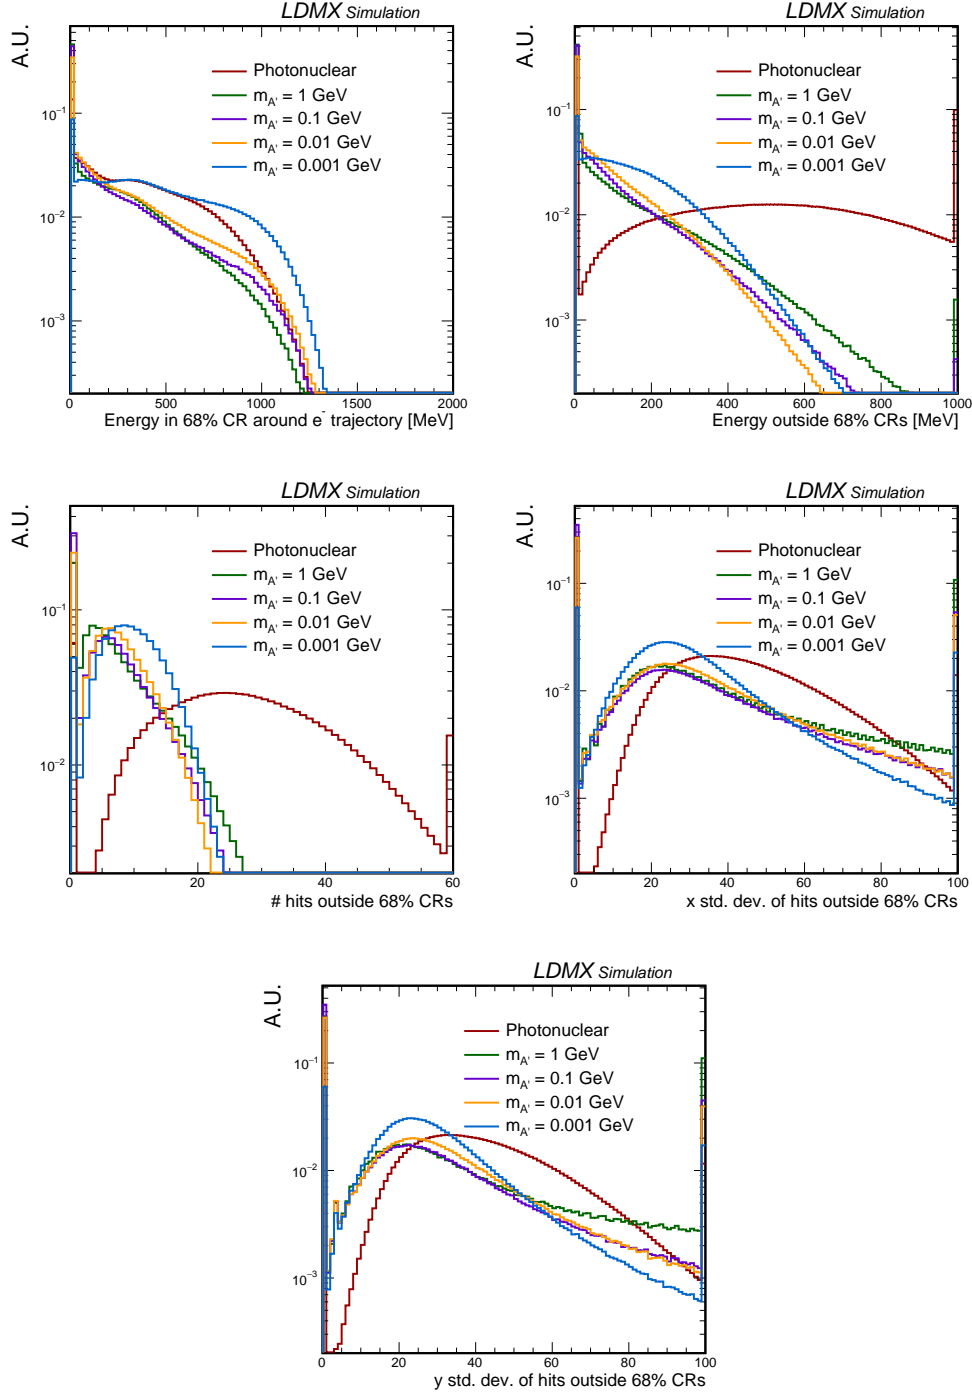 LDMX Simulation
A.U.
Photonuclear
m_A' = 1 GeV
m_A' = 0.1 GeV
m_A' = 0.01 GeV
m_A' = 0.001 GeV
10⁻¹
10⁻²
10⁻³
0 500 1000 1500 2000
Energy in 68% CR around e⁻ trajectory [MeV]
LDMX Simulation
A.U.
Photonuclear
m_A' = 1 GeV
m_A' = 0.1 GeV
m_A' = 0.01 GeV
m_A' = 0.001 GeV
10⁻¹
10⁻²
10⁻³
0 200 400 600 800 1000
Energy outside 68% CRs [MeV]
LDMX Simulation
A.U.
Photonuclear
m_A' = 1 GeV
m_A' = 0.1 GeV
m_A' = 0.01 GeV
m_A' = 0.001 GeV
10⁻¹
10⁻²
0 20 40 60
# hits outside 68% CRs
LDMX Simulation
A.U.
Photonuclear
m_A' = 1 GeV
m_A' = 0.1 GeV
m_A' = 0.01 GeV
m_A' = 0.001 GeV
10⁻¹
10⁻²
10⁻³
0 20 40 60 80 100
x std. dev. of hits outside 68% CRs
LDMX Simulation
A.U.
Photonuclear
m_A' = 1 GeV
m_A' = 0.1 GeV
m_A' = 0.01 GeV
m_A' = 0.001 GeV
10⁻¹
10⁻²
10⁻³
0 20 40 60 80 100
y std. dev. of hits outside 68% CRs